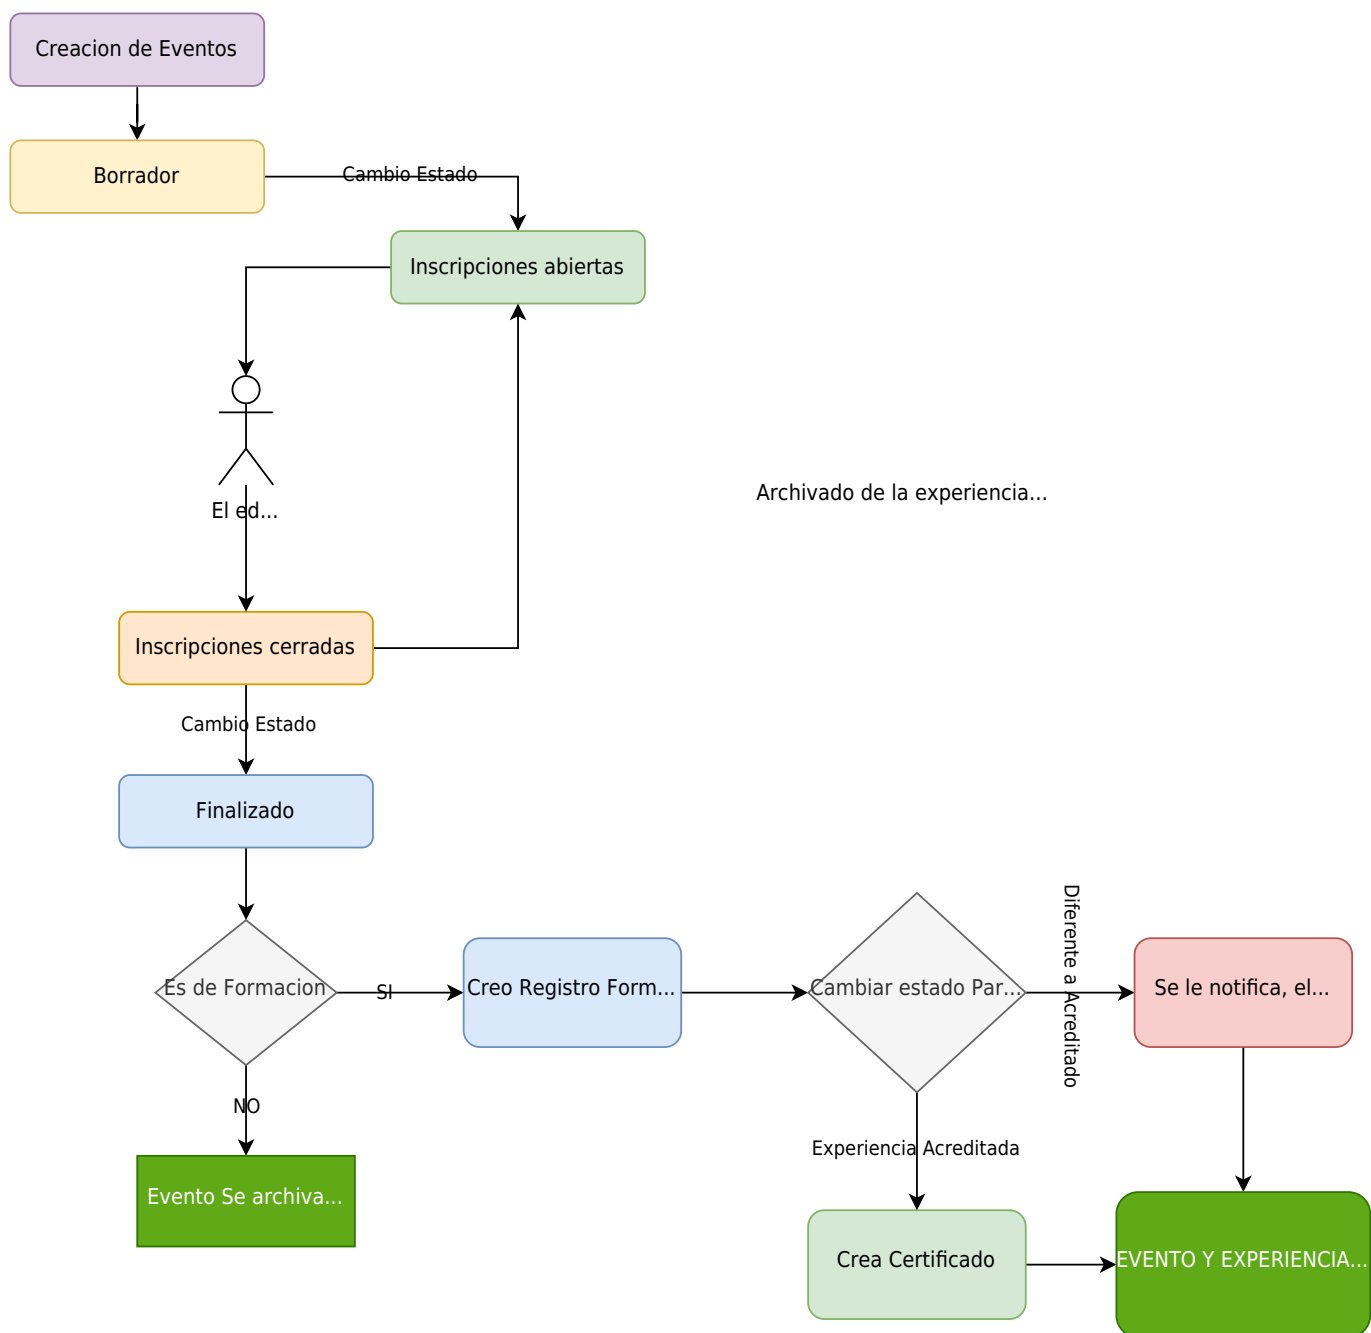 Creacion de Eventos
Borrador
Cambio Estado
Inscripciones abiertas
El ed...
Archivado de la experiencia...
Inscripciones cerradas
Cambio Estado
Finalizado
Es de Formacion
SI
Creo Registro Form...
Cambiar estado Par...
Diferente a Acreditado
Se le notifica, el...
NO
Experiencia Acreditada
Evento Se archiva...
Crea Certificado
EVENTO Y EXPERIENCIA...